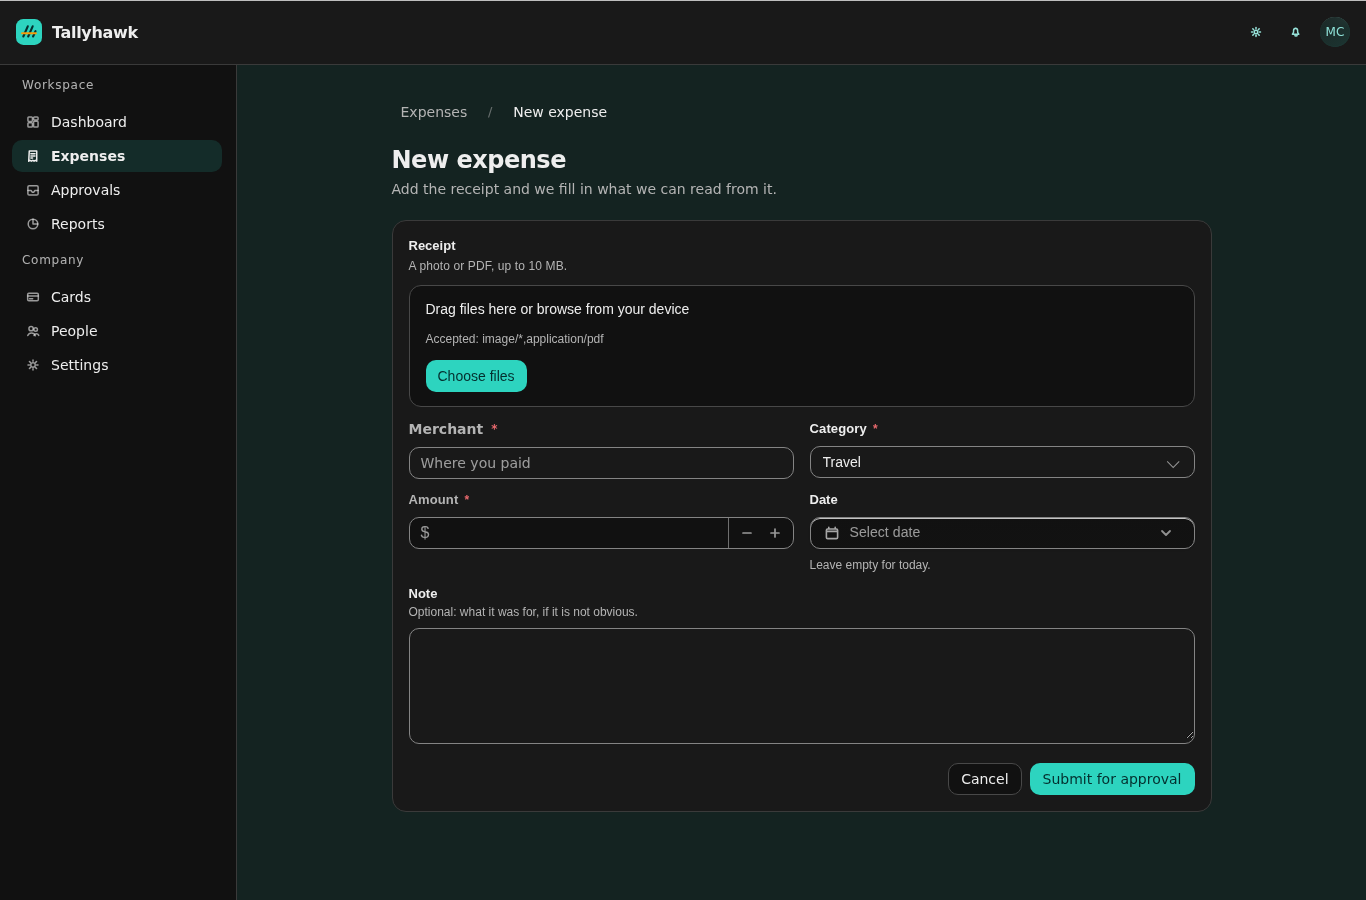 Tallyhawk
MC
Workspace
Dashboard
Expenses
Approvals
Reports
Company
Cards
People
Settings
Expenses / New expense
New expense
Add the receipt and we fill in what we can read from it.
Receipt
A photo or PDF, up to 10 MB.
Drag files here or browse from your device
Accepted: image/*,application/pdf
Choose files
Merchant *
Where you paid
Category *
Travel
Amount *
$
Date
Select date
Leave empty for today.
Note
Optional: what it was for, if it is not obvious.
Cancel
Submit for approval